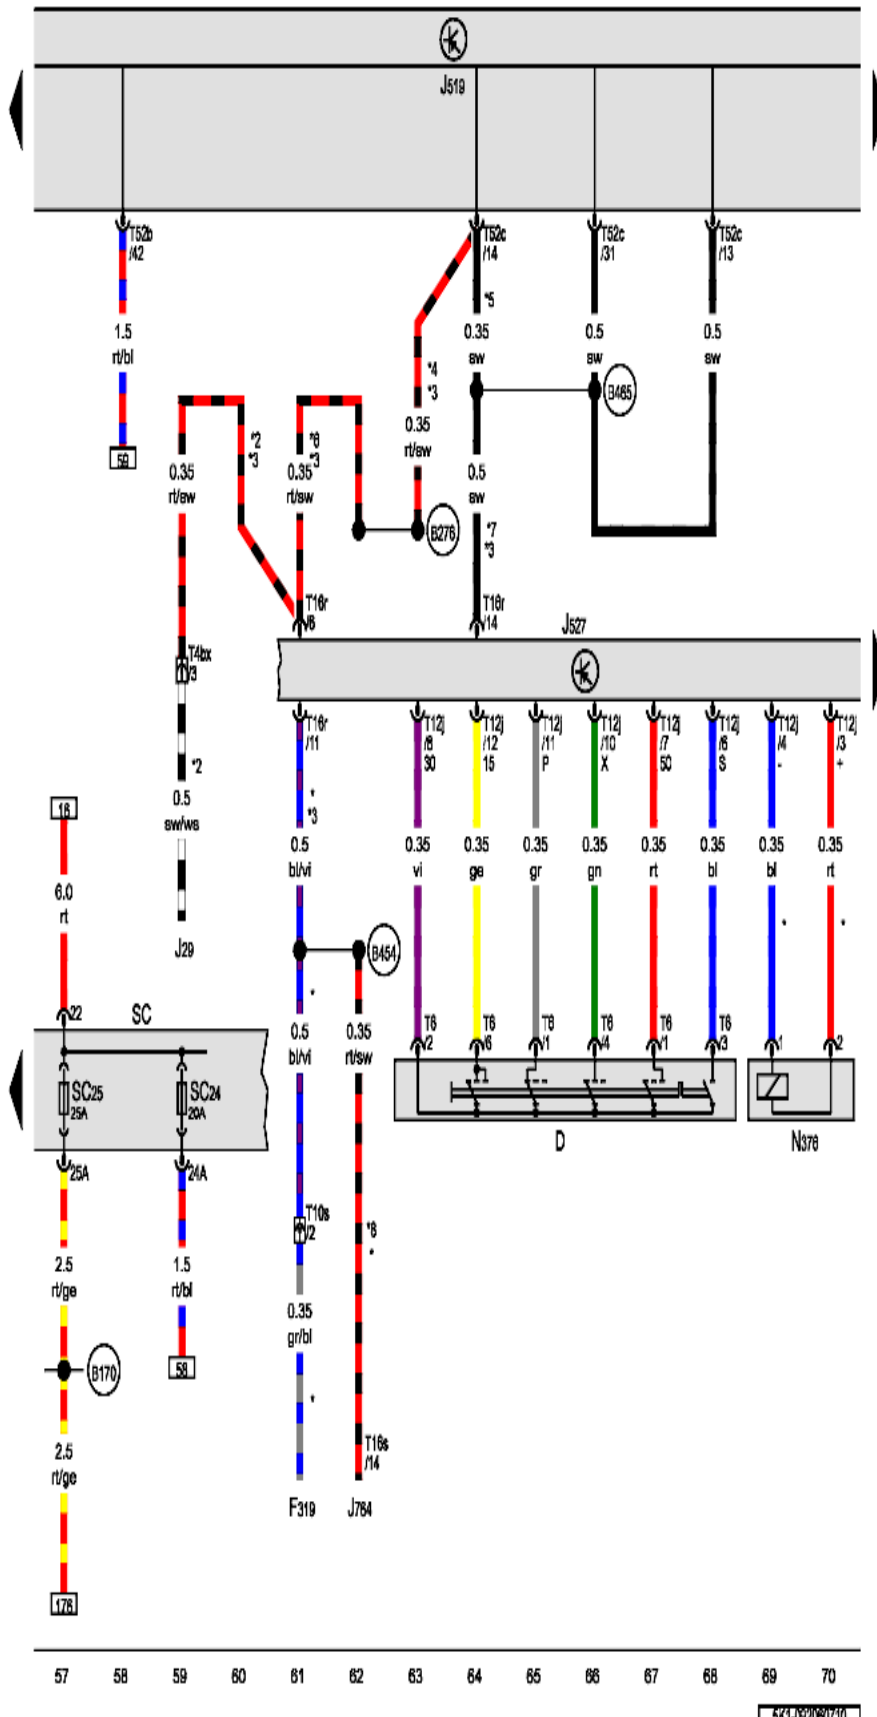 J519
T52b
/42
T52c
/14
T52c
/31
T52c
/13
*5
1.5
rt/bl
0.35
sw
0.5
sw
0.5
sw
*4
*3
B465
0.35
rt/sw
59
*2
*3
*6
*3
0.35
rt/sw
0.35
rt/sw
0.5
sw
B276
*7
*3
T16r
/6
T16r
/14
J527
T4bx
/3
T16r
/11
T12j
/8
30
T12j
/12
15
T12j
/11
P
T12j
/10
X
T12j
/7
50
T12j
/6
S
T12j
/4
-
T12j
/3
+
*2
0.5
sw/ws
16
*
*3
0.5
bl/vi
0.35
vi
0.35
ge
0.35
gr
0.35
gn
0.35
rt
0.35
bl
0.35
bl
0.35
rt
6.0
rt
*
*
J29
B454
*
22
SC
0.5
bl/vi
0.35
rt/sw
T6
/2
T6
/6
T6
/1
T6
/4
T6
/1
T6
/3
1
2
SC25
25A
SC24
20A
D
N376
25A
24A
T10s
/2
*8
*
2.5
rt/ge
1.5
rt/bl
0.35
gr/bl
B170
58
*
2.5
rt/ge
T16s
/14
F319
J764
176
57 58 59 60 61 62 63 64 65 66 67 68 69 70